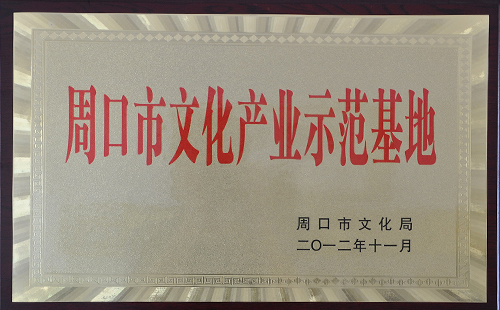 周口市文化产业示范基地
周口市文化局
二〇一二年十一月